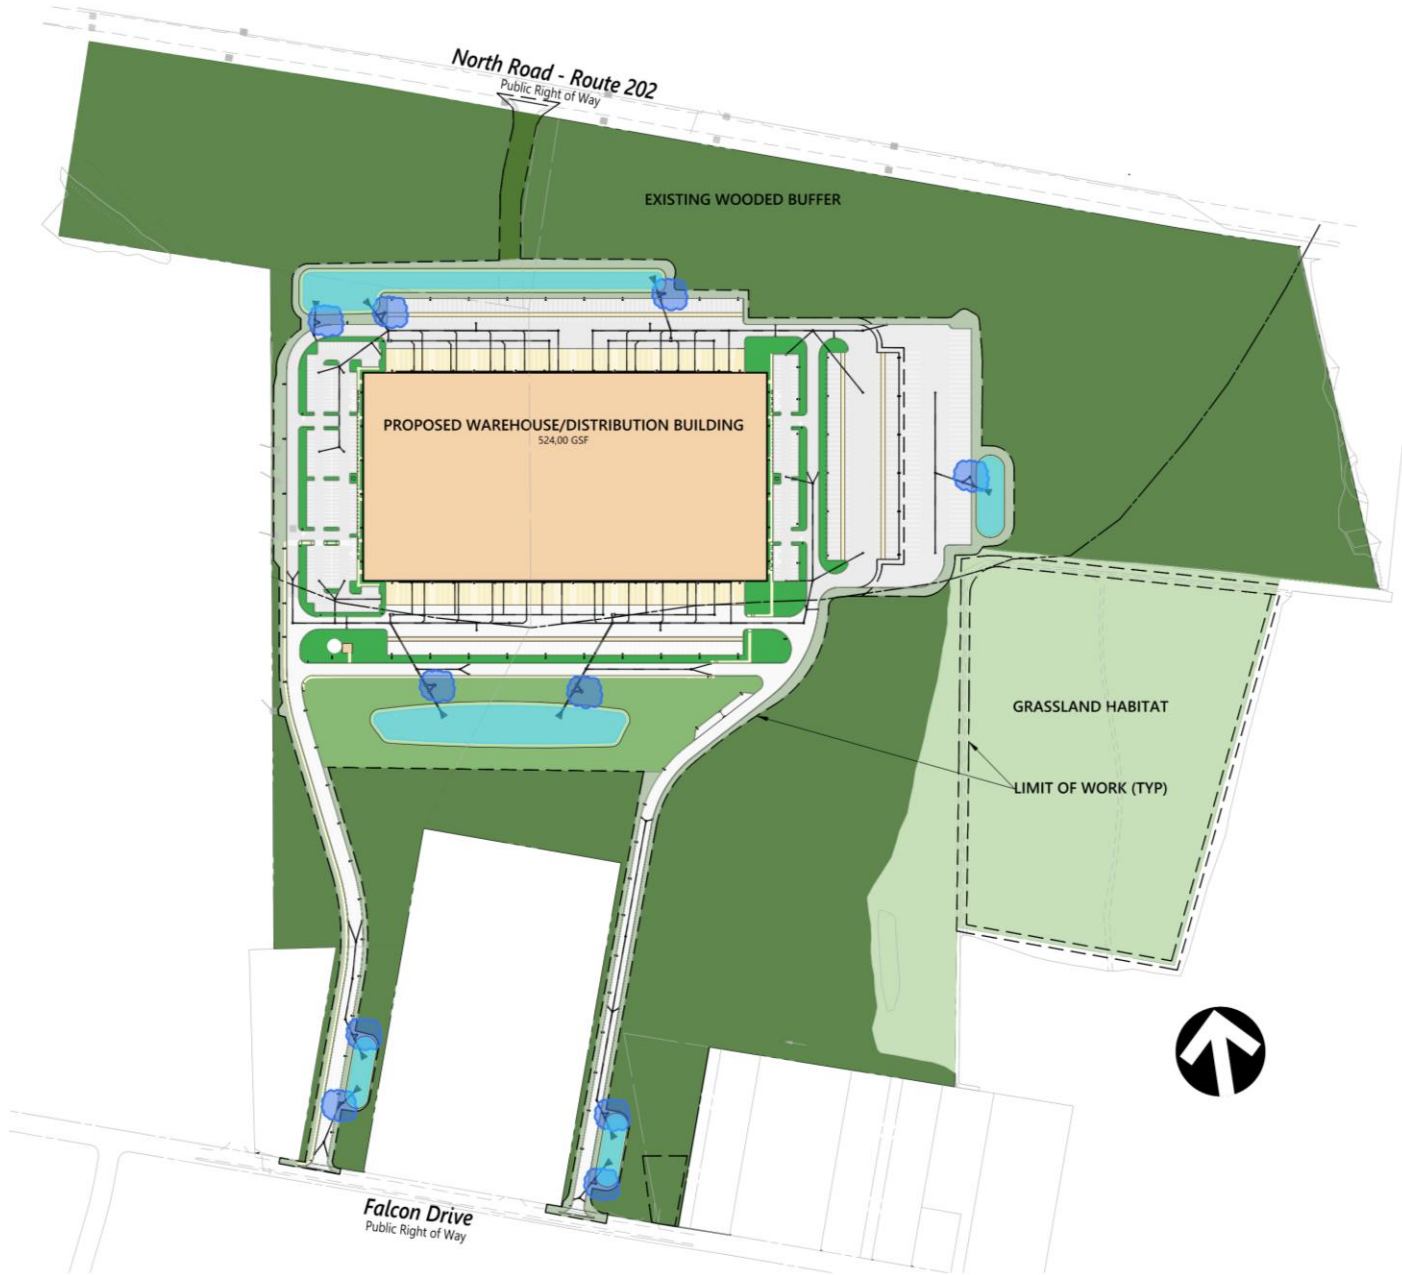 North Road - Route 202
Public Right of Way
EXISTING WOODED BUFFER
PROPOSED WAREHOUSE/DISTRIBUTION BUILDING
524,00 GSF
GRASSLAND HABITAT
LIMIT OF WORK (TYP)
Falcon Drive
Public Right of Way